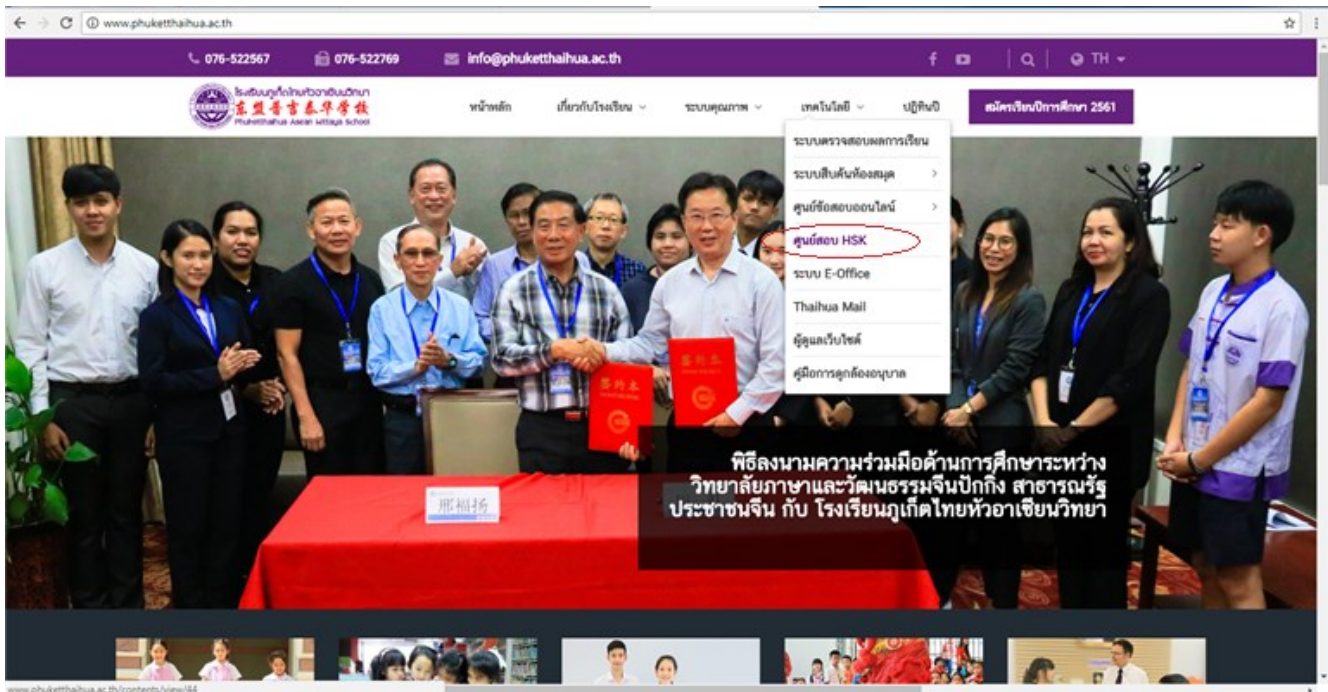 www.phuketthaihua.ac.th
076-522567
076-522769
info@phuketthaihua.ac.th
TH
โรงเรียนภูเก็ตไทยหัวอาเซียนวิทยา
Phuketthaihua Asean Wittaya School
หน้าหลัก
เกี่ยวกับโรงเรียน
ระบบคุณภาพ
เทคโนโลยี
ปฏิทินปี
สมัครเรียนปีการศึกษา 2561
ระบบตรวจสอบผลการเรียน
ระบบสืบค้นห้องสมุด
ศูนย์ข้อสอบออนไลน์
ศูนย์สอบ HSK
ระบบ E-Office
Thaihua Mail
ผู้ดูแลเว็บไซต์
คู่มือการดูกล้องอนุบาล
签约本
签约本
พิธีลงนามความร่วมมือด้านการศึกษาระหว่าง
วิทยาลัยภาษาและวัฒนธรรมจีนปักกิ่ง สาธารณรัฐ
ประชาชนจีน กับ โรงเรียนภูเก็ตไทยหัวอาเซียนวิทยา
www.phuketthaihua.ac.th/contents/view/44